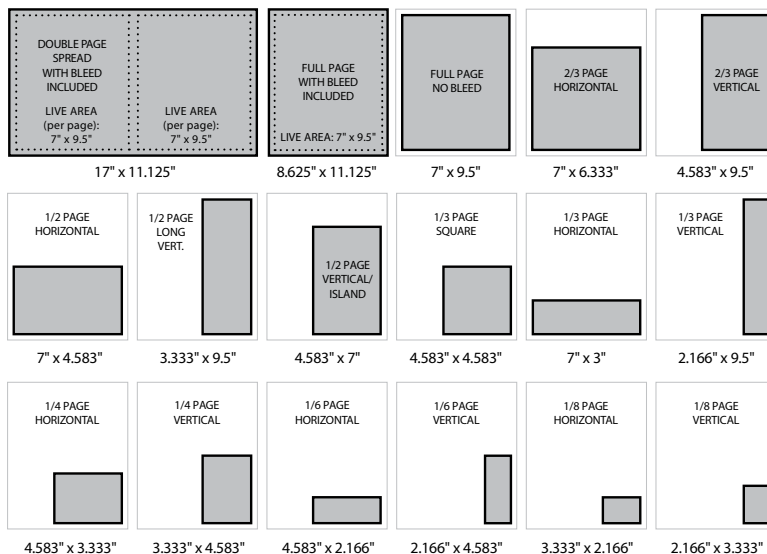 DOUBLE PAGE
SPREAD
WITH BLEED
INCLUDED
LIVE AREA
(per page):
7" x 9.5"
LIVE AREA
(per page):
7" x 9.5"
17" x 11.125"
FULL PAGE
WITH BLEED
INCLUDED
LIVE AREA: 7" x 9.5"
8.625" x 11.125"
FULL PAGE
NO BLEED
7" x 9.5"
2/3 PAGE
HORIZONTAL
7" x 6.333"
2/3 PAGE
VERTICAL
4.583" x 9.5"
1/2 PAGE
HORIZONTAL
7" x 4.583"
1/2 PAGE
LONG
VERT.
3.333" x 9.5"
1/2 PAGE
VERTICAL/
ISLAND
4.583" x 7"
1/3 PAGE
SQUARE
4.583" x 4.583"
1/3 PAGE
HORIZONTAL
7" x 3"
1/3 PAGE
VERTICAL
2.166" x 9.5"
1/4 PAGE
HORIZONTAL
4.583" x 3.333"
1/4 PAGE
VERTICAL
3.333" x 4.583"
1/6 PAGE
HORIZONTAL
4.583" x 2.166"
1/6 PAGE
VERTICAL
2.166" x 4.583"
1/8 PAGE
HORIZONTAL
3.333" x 2.166"
1/8 PAGE
VERTICAL
2.166" x 3.333"